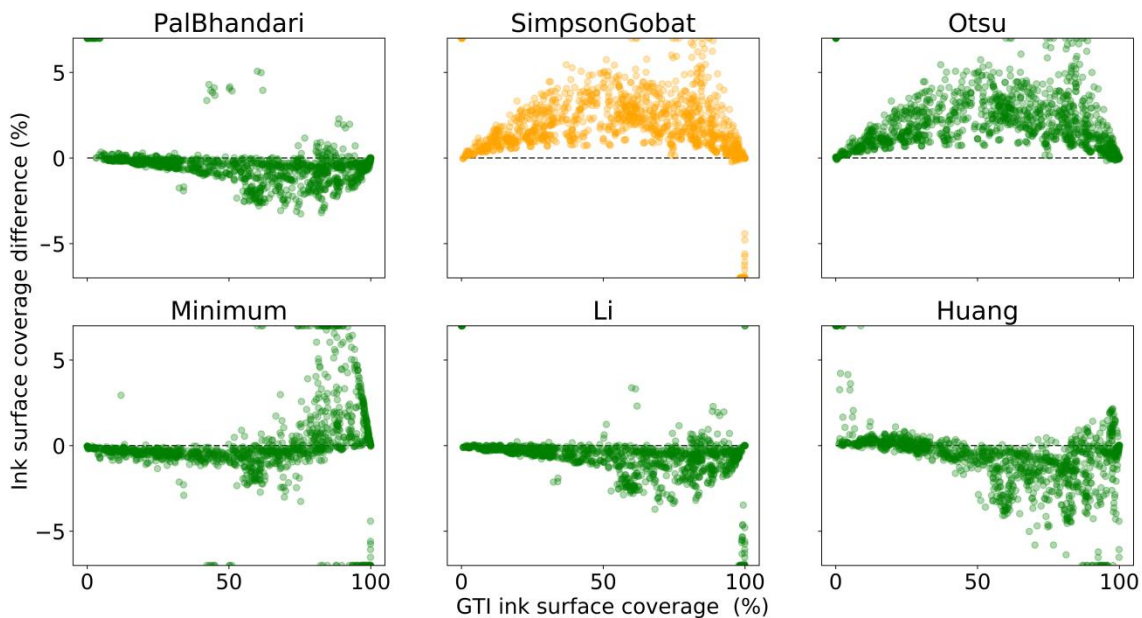 PalBhandari
SimpsonGobat
Otsu
5
0
−5
Ink surface coverage difference (%)
Minimum
Li
Huang
5
0
−5
0
50
100
0
50
100
0
50
100
GTI ink surface coverage (%)